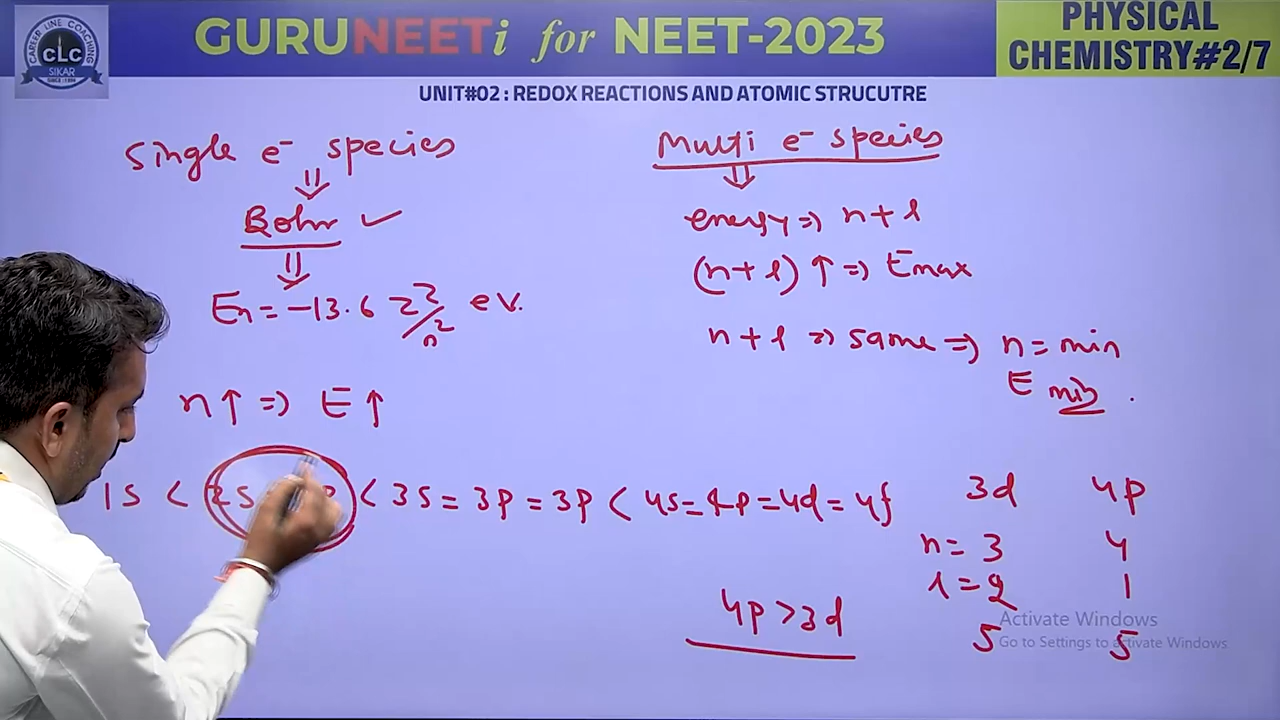 GURUNEETi for NEET-2023
PHYSICAL
CHEMISTRY#2/7
CAREER LINE COACHING
CLC
SIKAR
SINCE : 1996
UNIT#02 : REDOX REACTIONS AND ATOMIC STRUCUTRE
Single e⁻ species
⇓
Bohr ✓
⇓
En = -13.6 Z²/n² eV.
n↑ ⇒ E↑
1s < 2s < 3s = 3p = 3p < 4s = 4p = 4d = 4f
Multi e⁻ species
⇓
energy ⇒ n+l
(n+l) ↑ ⇒ Emax
n+l ⇒ same ⇒ n = min
E min.
3d 4p
n = 3 4
l = 2 1
5 5
4p > 3d
Activate Windows
Go to Settings to activate Windows